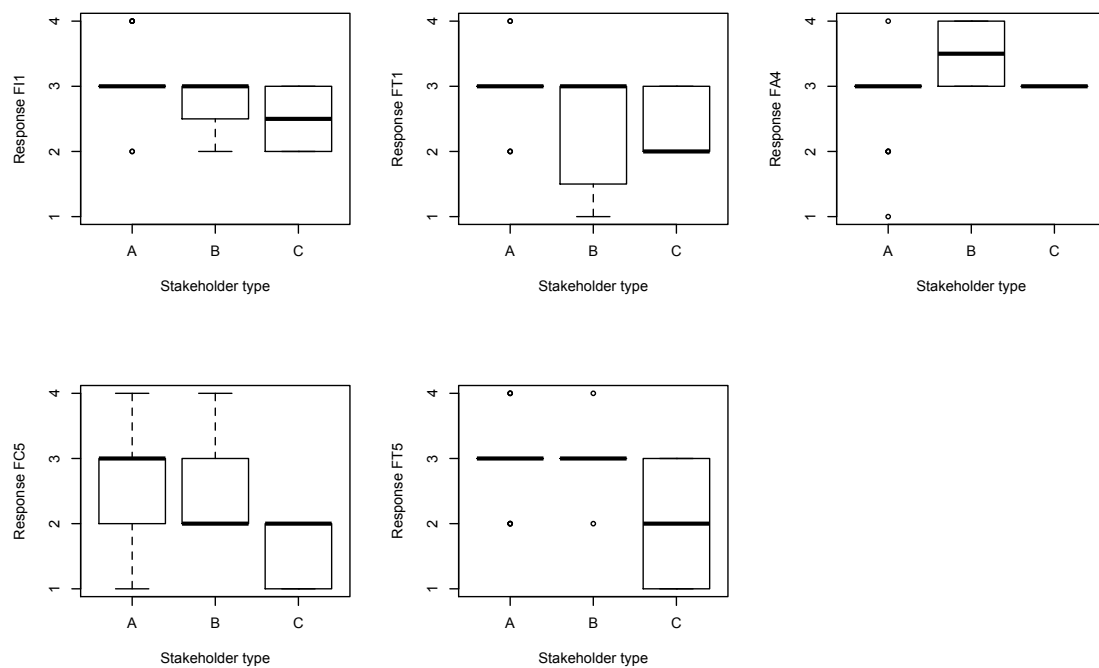 Response FI1
4
3
2
1
A B C
Stakeholder type
Response FT1
4
3
2
1
A B C
Stakeholder type
Response FA4
4
3
2
1
A B C
Stakeholder type
Response FC5
4
3
2
1
A B C
Stakeholder type
Response FT5
4
3
2
1
A B C
Stakeholder type